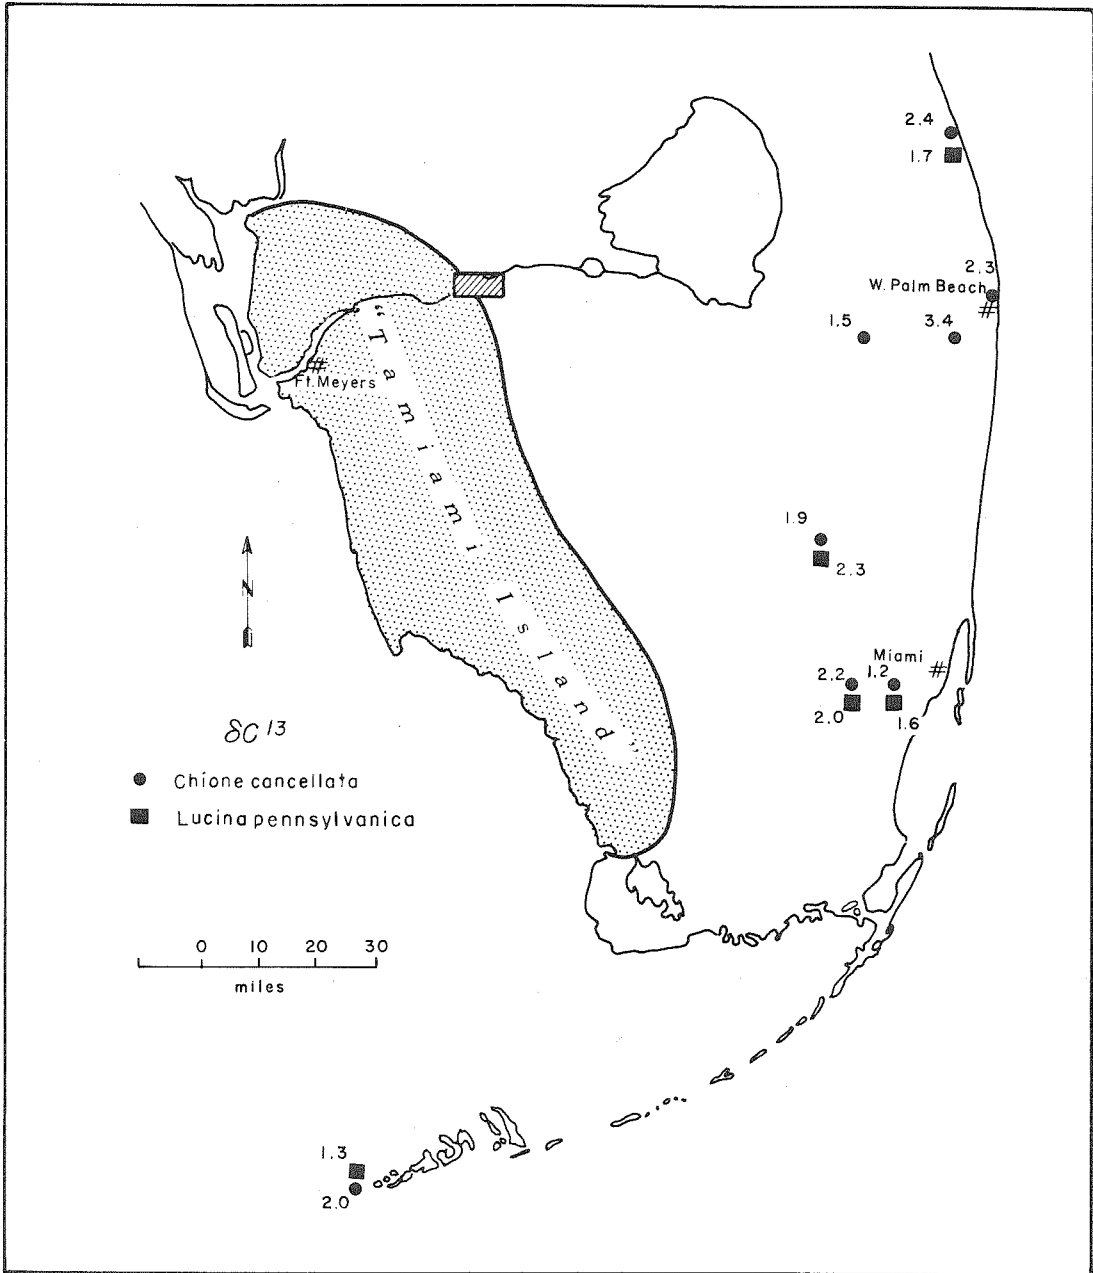 2.4
1.7
2.3
W. Palm Beach
#
1.5
3.4
#
Ft. Meyers
"Tamiami Island"
1.9
2.3
N
Miami
#
2.2
1.2
2.0
1.6
δC¹³
Chione cancellata
Lucina pennsylvanica
0 10 20 30
miles
1.3
2.0